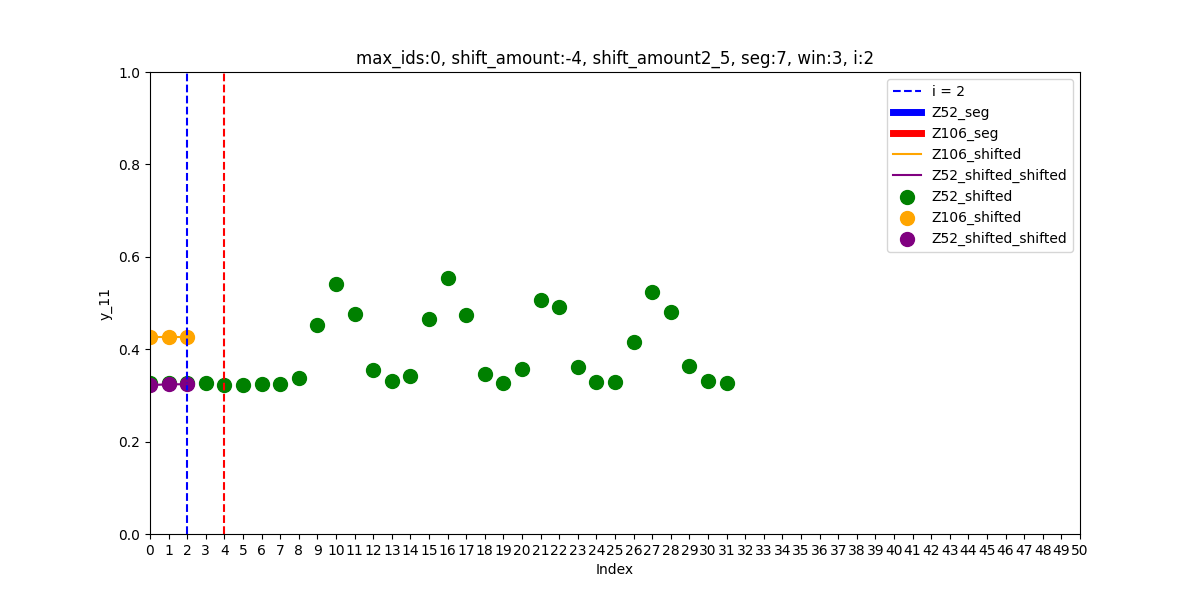 max_ids:0, shift_amount:-4, shift_amount2_5, seg:7, win:3, i:2
i = 2
Z52_seg
Z106_seg
Z106_shifted
Z52_shifted_shifted
Z52_shifted
Z106_shifted
Z52_shifted_shifted
y_11
1.0
0.8
0.6
0.4
0.2
0.0
0 1 2 3 4 5 6 7 8 9 10 11 12 13 14 15 16 17 18 19 20 21 22 23 24 25 26 27 28 29 30 31 32 33 34 35 36 37 38 39 40 41 42 43 44 45 46 47 48 49 50
Index